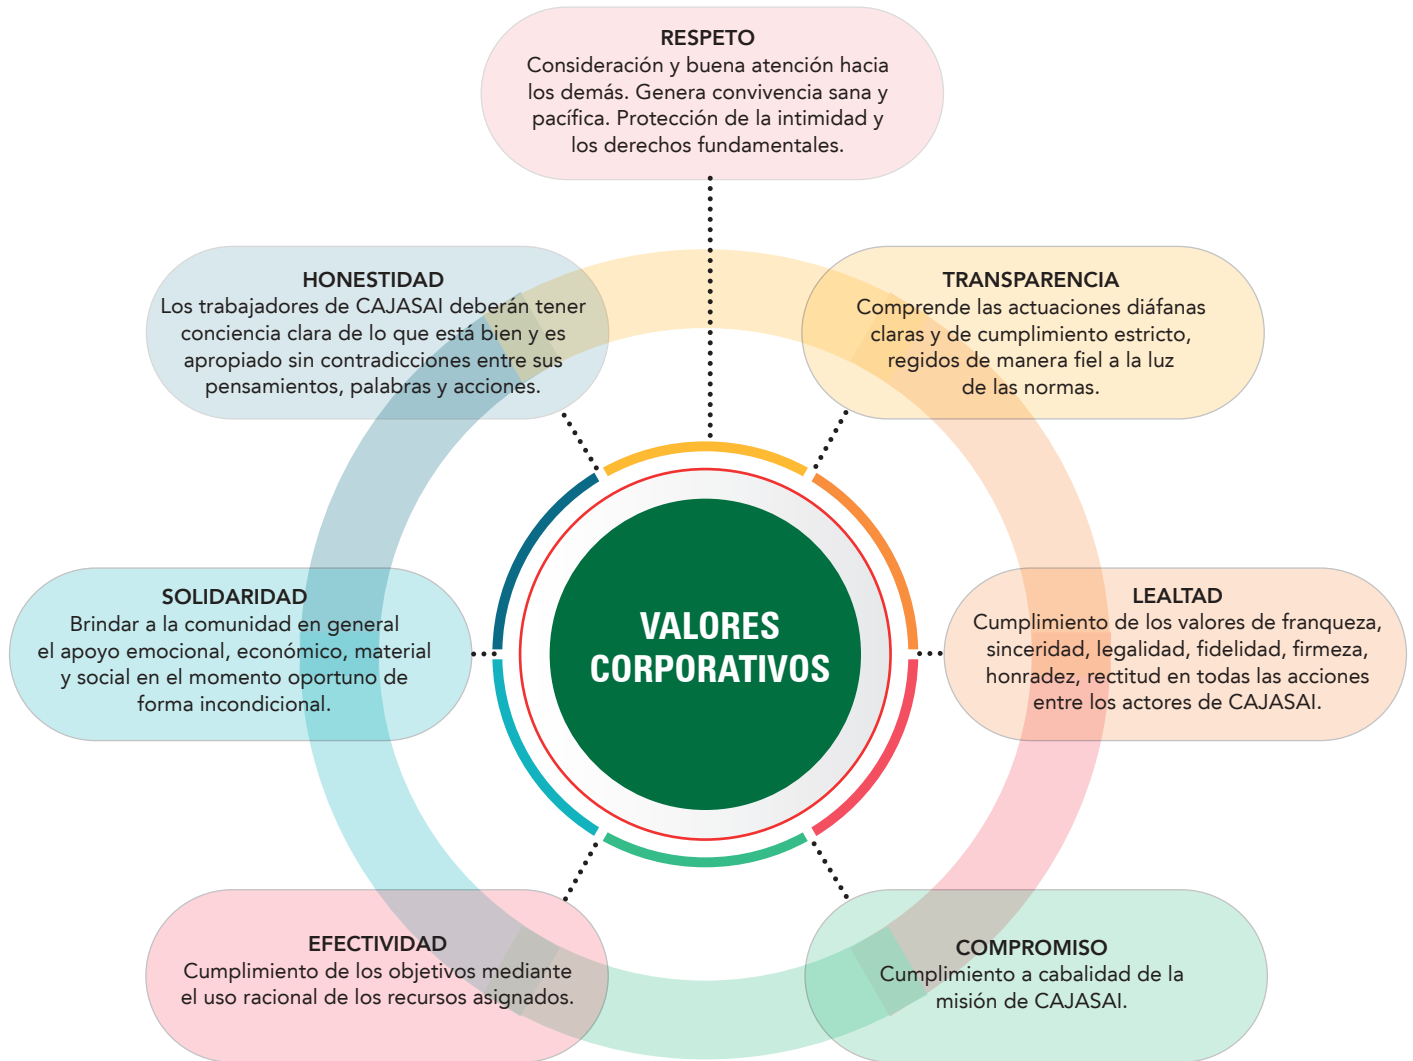 RESPETO
Consideración y buena atención hacia
los demás. Genera convivencia sana y
pacífica. Protección de la intimidad y
los derechos fundamentales.
HONESTIDAD
Los trabajadores de CAJASAI deberán tener
conciencia clara de lo que está bien y es
apropiado sin contradicciones entre sus
pensamientos, palabras y acciones.
TRANSPARENCIA
Comprende las actuaciones diáfanas
claras y de cumplimiento estricto,
regidos de manera fiel a la luz
de las normas.
SOLIDARIDAD
Brindar a la comunidad en general
el apoyo emocional, económico, material
y social en el momento oportuno de
forma incondicional.
VALORES
CORPORATIVOS
LEALTAD
Cumplimiento de los valores de franqueza,
sinceridad, legalidad, fidelidad, firmeza,
honradez, rectitud en todas las acciones
entre los actores de CAJASAI.
EFECTIVIDAD
Cumplimiento de los objetivos mediante
el uso racional de los recursos asignados.
COMPROMISO
Cumplimiento a cabalidad de la
misión de CAJASAI.